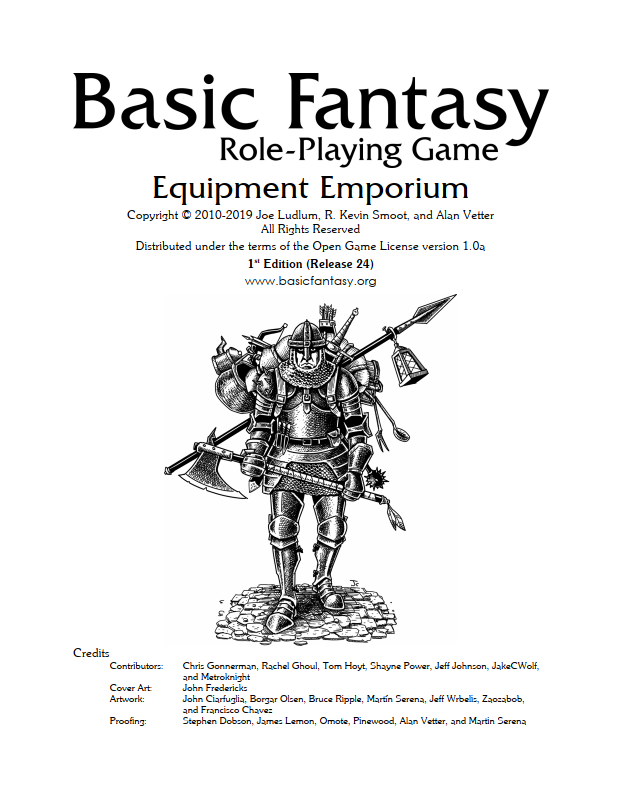 Basic Fantasy
Role-Playing Game
Equipment Emporium
Copyright © 2010-2019 Joe Ludlum, R. Kevin Smoot, and Alan Vetter
All Rights Reserved
Distributed under the terms of the Open Game License version 1.0a
1st Edition (Release 24)
www.basicfantasy.org
Credits
Contributors: Chris Gonnerman, Rachel Ghoul, Tom Hoyt, Shayne Power, Jeff Johnson, JakeCWolf,
and Metroknight
Cover Art: John Fredericks
Artwork: John Ciarfuglia, Borgar Olsen, Bruce Ripple, Martín Serena, Jeff Wrbelis, Zaozabob,
and Francisco Chavez
Proofing: Stephen Dobson, James Lemon, Omote, Pinewood, Alan Vetter, and Martin Serena